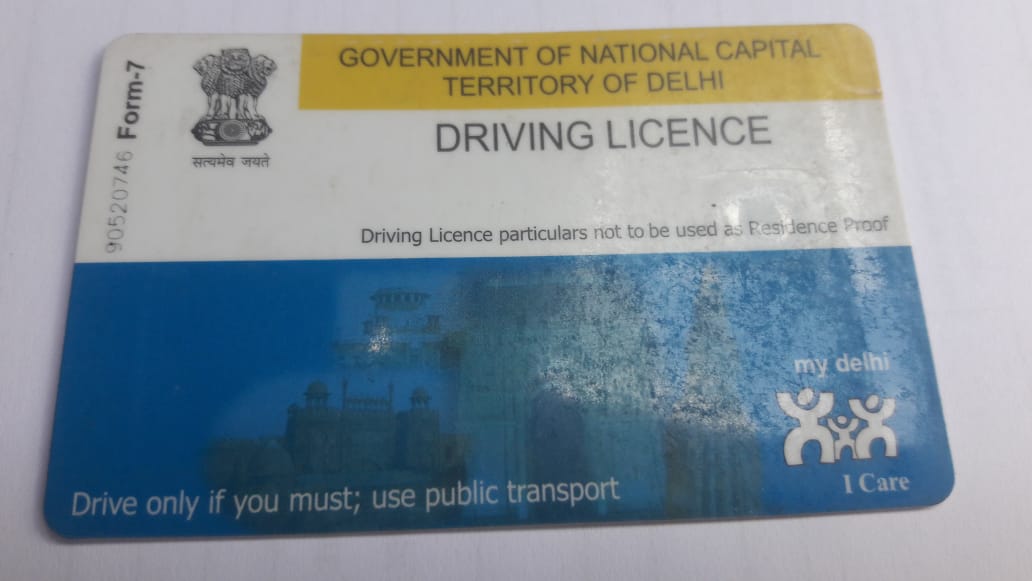 Form-7
90520746
सत्यमेव जयते
GOVERNMENT OF NATIONAL CAPITAL
TERRITORY OF DELHI
DRIVING LICENCE
Driving Licence particulars not to be used as Residence Proof
my delhi
I Care
Drive only if you must; use public transport